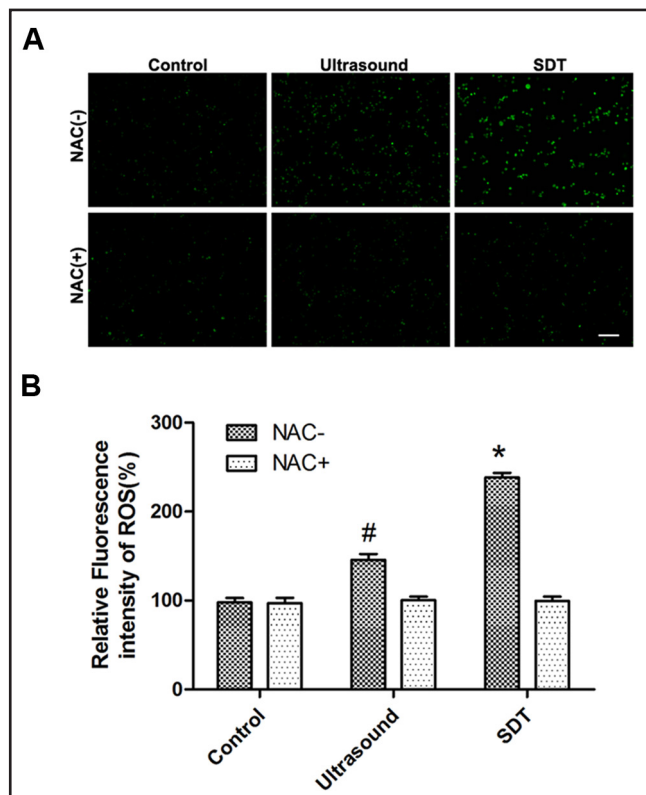 A
Control Ultrasound SDT
NAC(-)
NAC(+)
B
Relative Fluorescence
intensity of ROS(%)
300
200
100
0
NAC-
NAC+
#
*
Control
Ultrasound
SDT